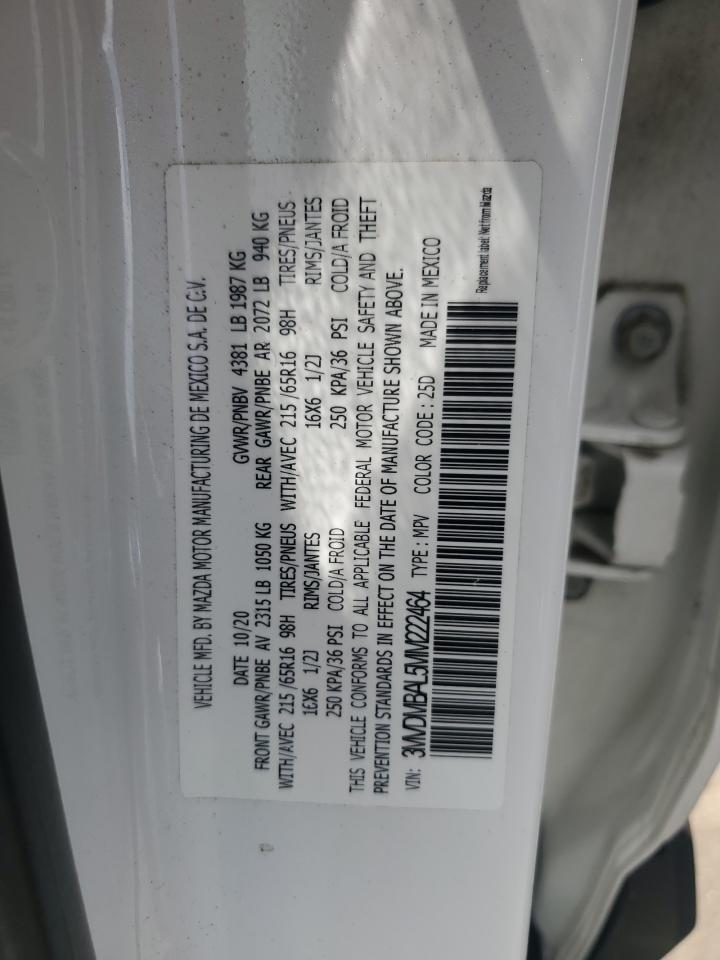 VEHICLE MFD. BY MAZDA MOTOR MANUFACTURING DE MEXICO S.A. DE C.V.
DATE 10/20 GVWR/PNBV 4381 LB 1987 KG
FRONT GAWR/PNBE AV 2315 LB 1050 KG REAR GAWR/PNBE AR 2072 LB 940 KG
WITH/AVEC 215/65R16 98H TIRES/PNEUS WITH/AVEC 215/65R16 98H TIRES/PNEUS
16X6 1/2J RIMS/JANTES 16X6 1/2J RIMS/JANTES
250 KPA/36 PSI COLD/A FROID 250 KPA/36 PSI COLD/A FROID
THIS VEHICLE CONFORMS TO ALL APPLICABLE FEDERAL MOTOR VEHICLE SAFETY AND THEFT
PREVENTION STANDARDS IN EFFECT ON THE DATE OF MANUFACTURE SHOWN ABOVE.
VIN: 3MVDMBAL5MM222464 TYPE: MPV COLOR CODE: 25D MADE IN MEXICO
Replacement label: Not from Mazda